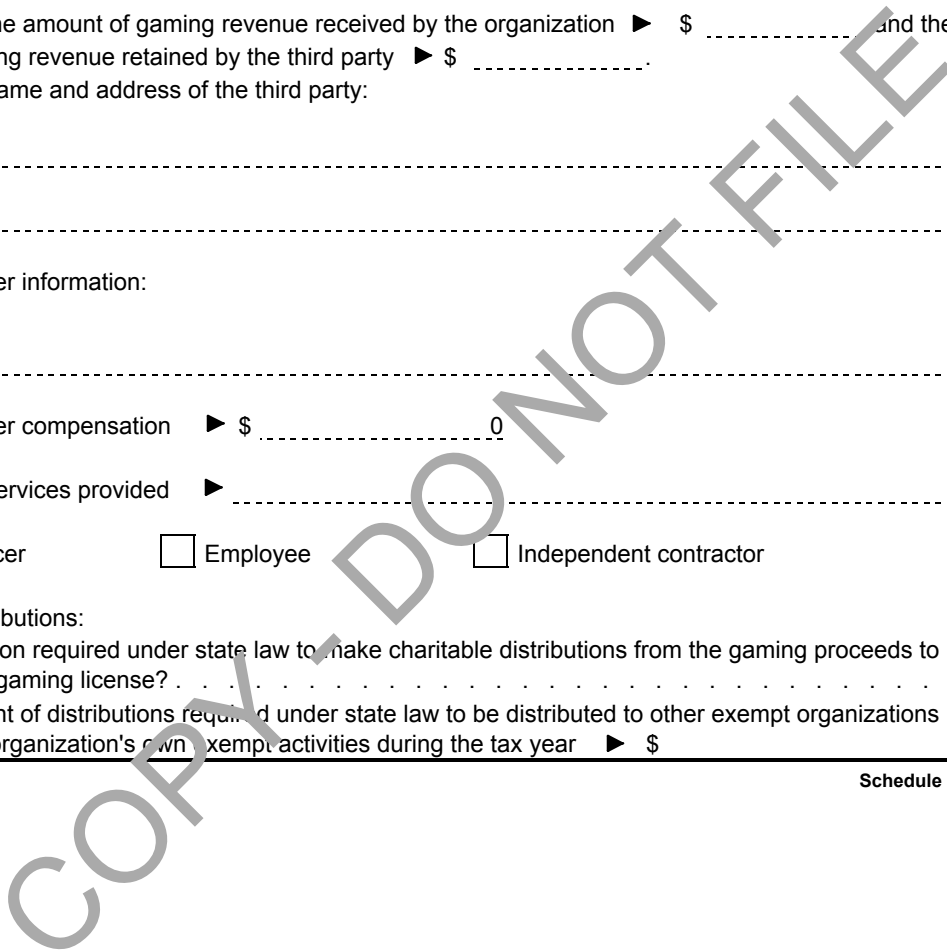 ne amount of gaming revenue received by the organization ► $ and the
ng revenue retained by the third party ► $ .
ame and address of the third party:
er information:
er compensation ► $ 0
ervices provided ►
cer Employee Independent contractor
butions:
on required under state law to make charitable distributions from the gaming proceeds to
gaming license? . . . . . . . . . . . . . . . . . . . . . . . . . . . . .
nt of distributions required under state law to be distributed to other exempt organizations
organization's own exempt activities during the tax year ► $
Schedule
COPY - DO NOT FILE